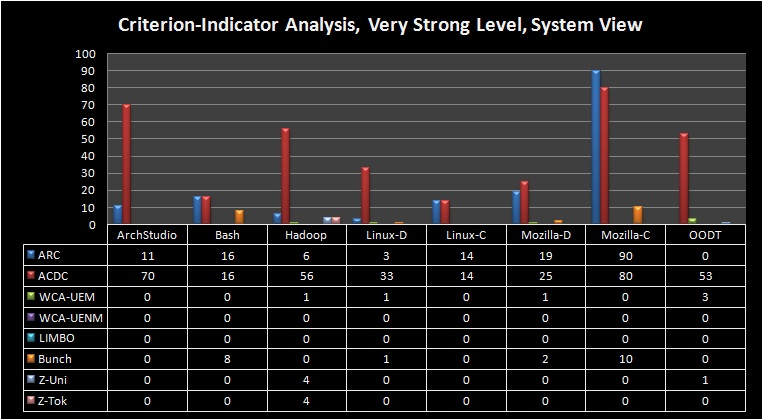 Criterion-Indicator Analysis, Very Strong Level, System View
100
90
80
70
60
50
40
30
20
10
0
ArchStudio Bash Hadoop Linux-D Linux-C Mozilla-D Mozilla-C OODT
ARC 11 16 6 3 14 19 90 0
ACDC 70 16 56 33 14 25 80 53
WCA-UEM 0 0 1 1 0 1 0 3
WCA-UENM 0 0 0 0 0 0 0 0
LIMBO 0 0 0 0 0 0 0 0
Bunch 0 8 0 1 0 2 10 0
Z-Uni 0 0 4 0 0 0 0 1
Z-Tok 0 0 4 0 0 0 0 0